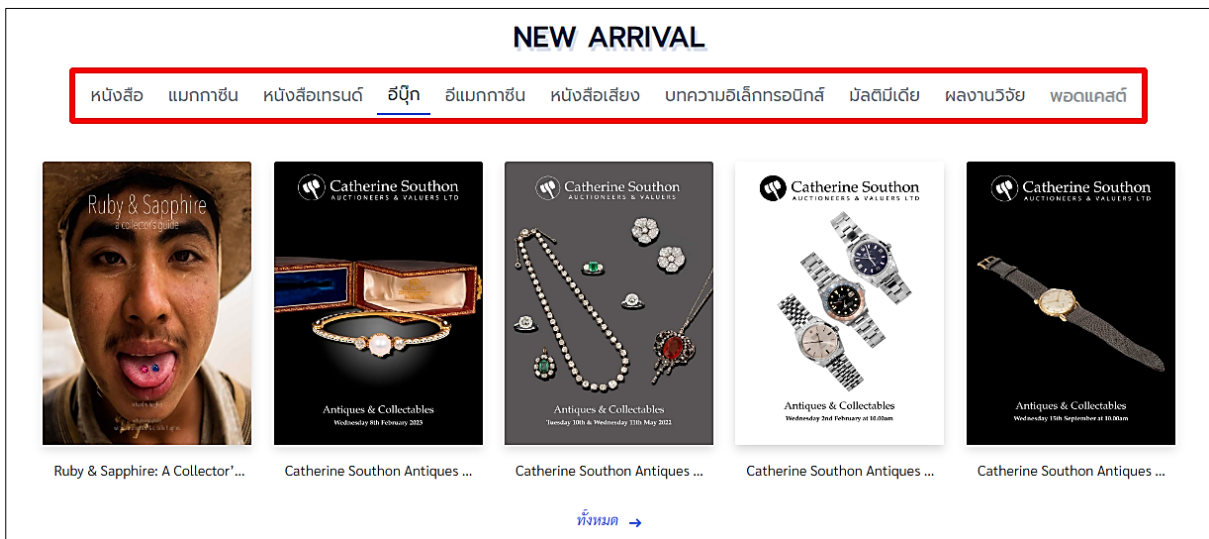 NEW ARRIVAL
หนังสือ แมกกาซีน หนังสือเทรนด์ อีบุ๊ก อีแมกกาซีน หนังสือเสียง บทความอิเล็กทรอนิกส์ มัลติมีเดีย ผลงานวิจัย พอดแคสต์
Ruby & Sapphire
a collector's guide
Catherine Southon
AUCTIONEERS & VALUERS LTD
Antiques & Collectables
Wednesday 8th February 2023
Catherine Southon
AUCTIONEERS & VALUERS
Antiques & Collectables
Tuesday 10th & Wednesday 11th May 2022
Catherine Southon
AUCTIONEERS & VALUERS LTD
Antiques & Collectables
Wednesday 2nd February at 10.00am
Catherine Southon
AUCTIONEERS & VALUERS LTD
Antiques & Collectables
Wednesday 15th September at 10.00am
Ruby & Sapphire: A Collector'... Catherine Southon Antiques ... Catherine Southon Antiques ... Catherine Southon Antiques ... Catherine Southon Antiques ...
ทั้งหมด →